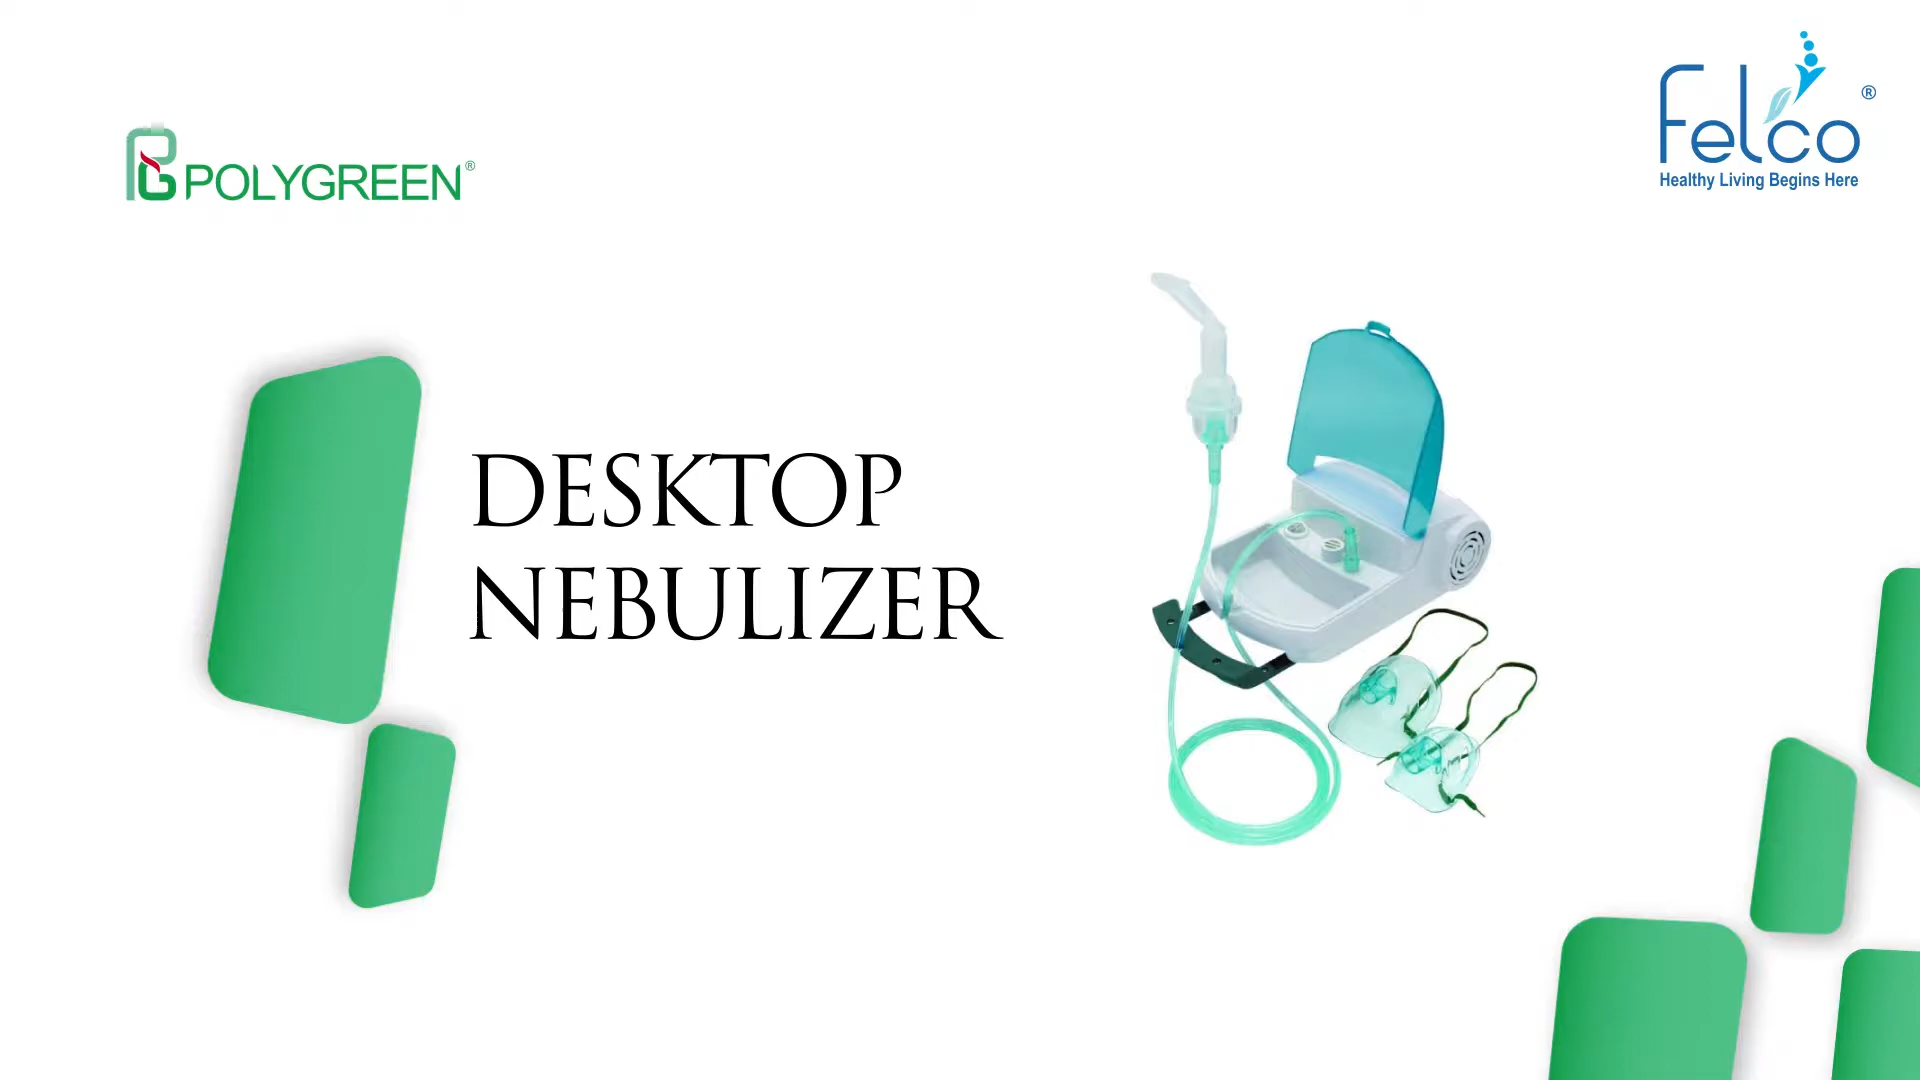 POLYGREEN®
Felco®
Healthy Living Begins Here
DESKTOP
NEBULIZER